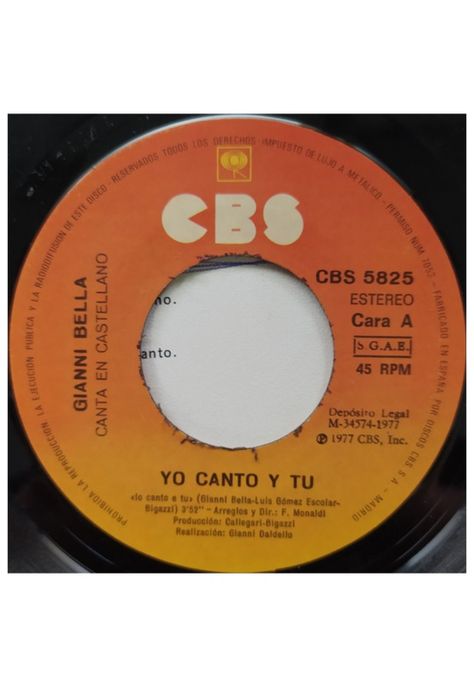 PROHIBIDA LA REPRODUCCIÓN, LA EJECUCION PUBLICA Y LA RADIODIFUSION DE ESTE DISCO - RESERVADOS TODOS LOS DERECHOS - IMPUESTO DE LUJO A METALICO - PERMISO NUM 2053 - FABRICADO EN ESPAÑA POR DISCOS CBS S A - MADRID
CBS
GIANNI BELLA
CANTA EN CASTELLANO
no.
anto.
CBS 5825
ESTEREO
Cara A
S.G.A.E.
45 RPM
Depósito Legal
M-34574-1977
℗ 1977 CBS, Inc.
YO CANTO Y TU
«Io canto e tu» (Gianni Bella-Luis Gómez Escolar-
Bigazzi) 3'52" - Arreglos y Dir.: F. Monaldi
Producción: Callegari-Bigazzi
Realización: Gianni Daldello